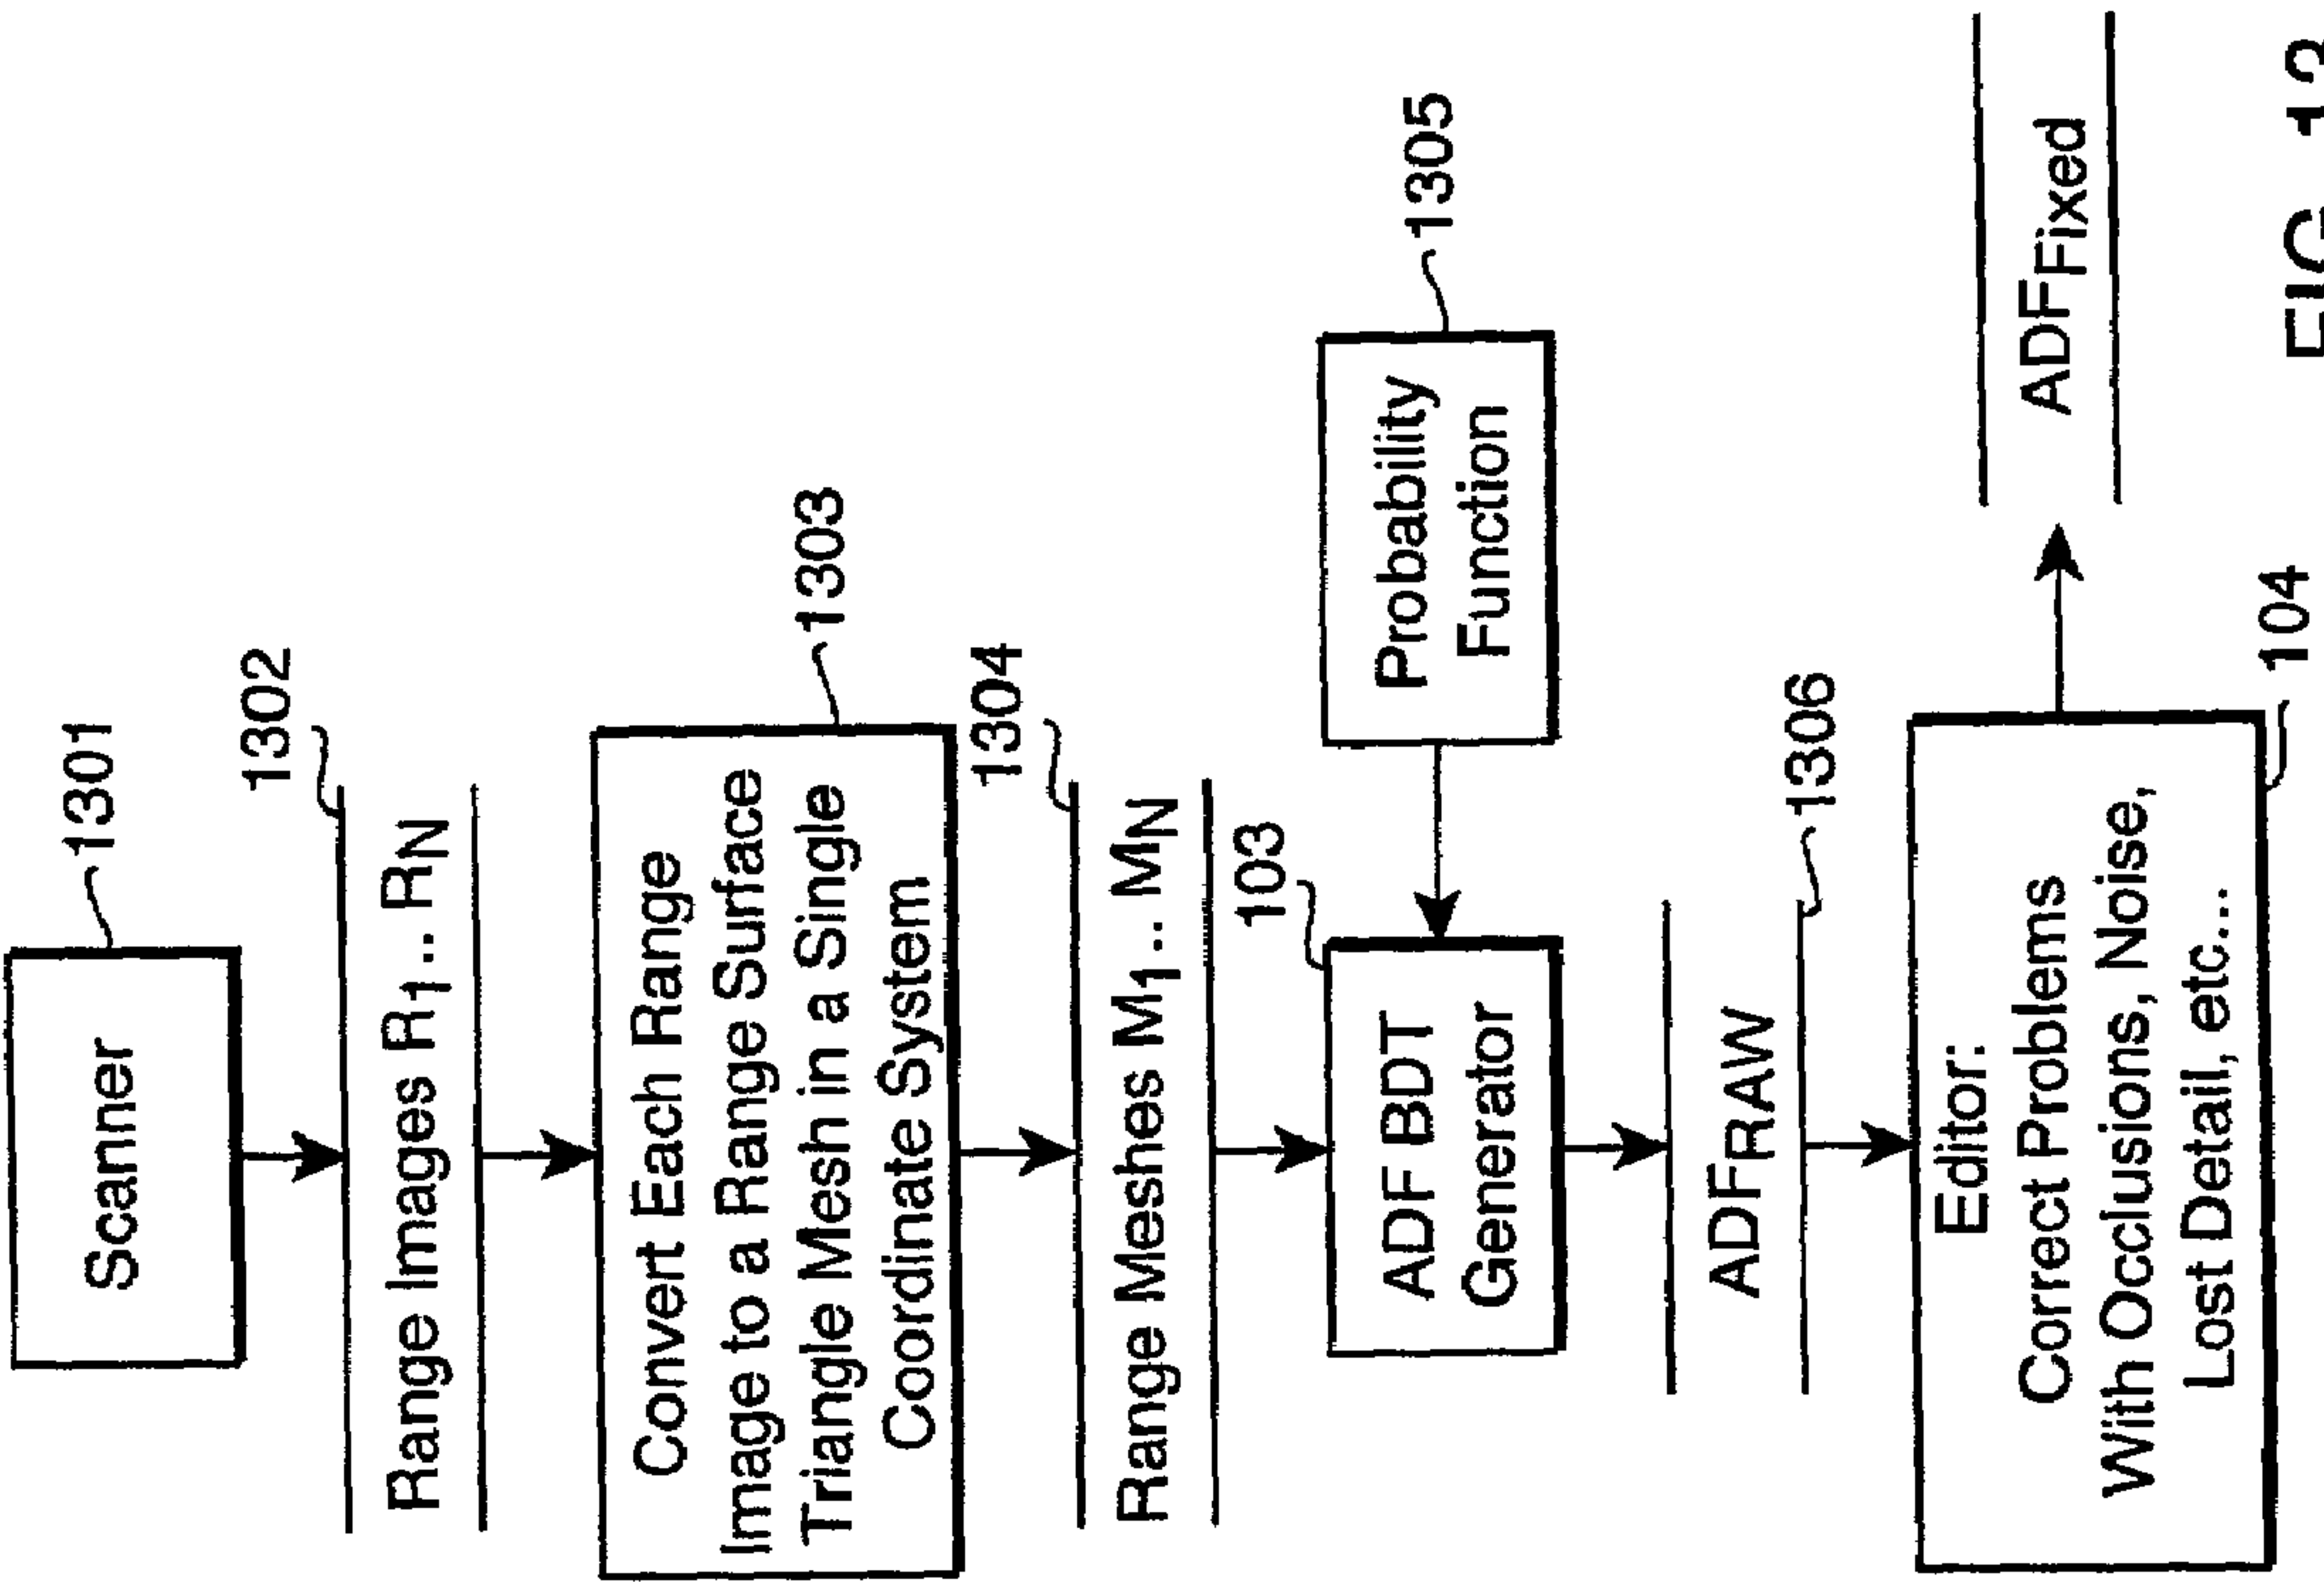 Scanner
1301
1302
Range Images R1.. RN
Convert Each Range
Image to a Range Surface
Triangle Mesh in a Single
Coordinate System
1303
1304
Range Meshes M1.. MN
103
ADF BDT
Generator
Probability
Function
1305
ADFRAW
1306
Editor:
Correct Problems
With Occlusions, Noise,
Lost Detail, etc...
104
ADFFixed
FIG